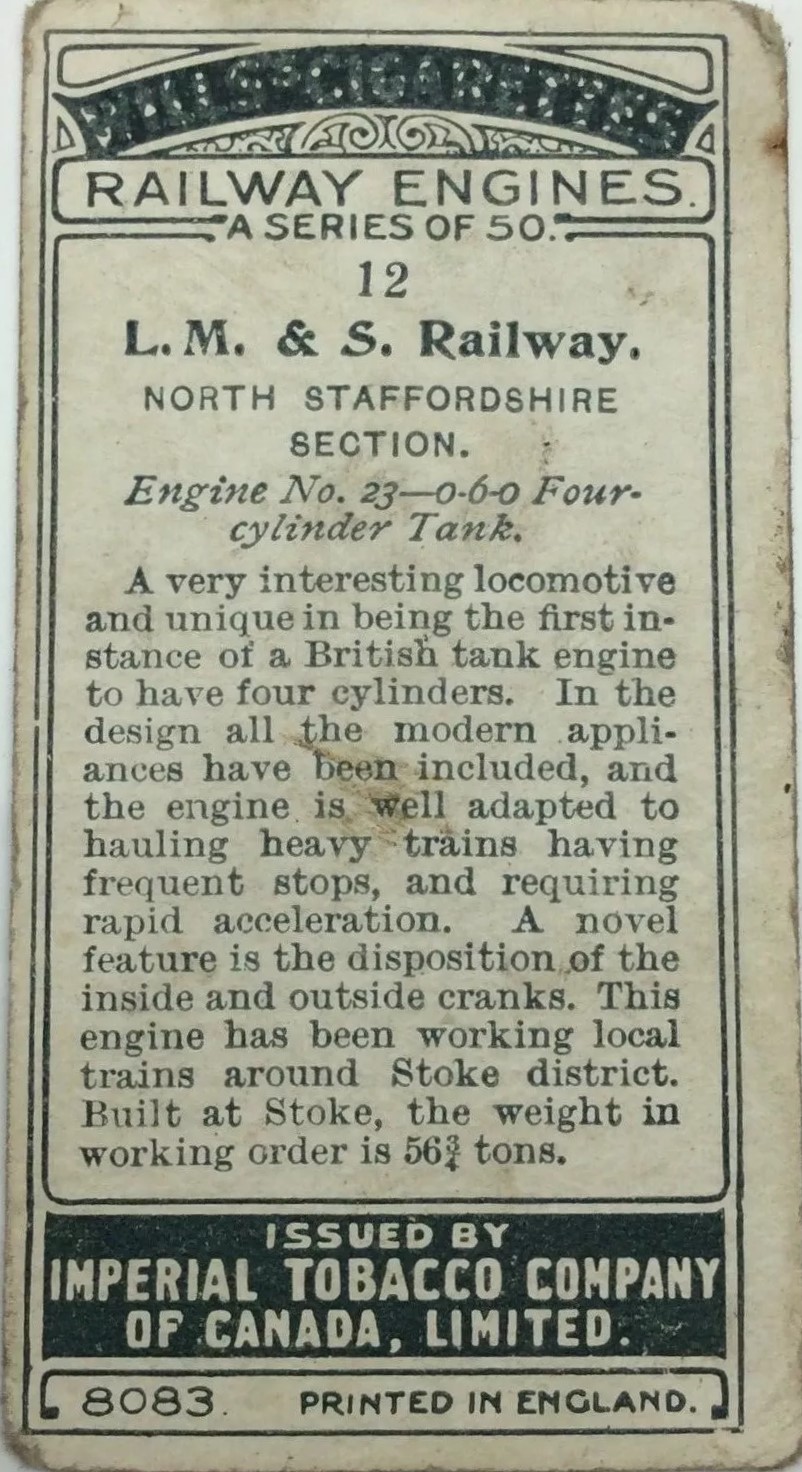 WILLS'S CIGARETTES
RAILWAY ENGINES.
A SERIES OF 50.
12
L. M. & S. Railway.
NORTH STAFFORDSHIRE
SECTION.
Engine No. 23—0-6-0 Four-
cylinder Tank.
A very interesting locomotive
and unique in being the first in-
stance of a British tank engine
to have four cylinders. In the
design all the modern appli-
ances have been included, and
the engine is well adapted to
hauling heavy trains having
frequent stops, and requiring
rapid acceleration. A novel
feature is the disposition of the
inside and outside cranks. This
engine has been working local
trains around Stoke district.
Built at Stoke, the weight in
working order is 56¾ tons.
ISSUED BY
IMPERIAL TOBACCO COMPANY
OF CANADA, LIMITED.
8083. PRINTED IN ENGLAND.